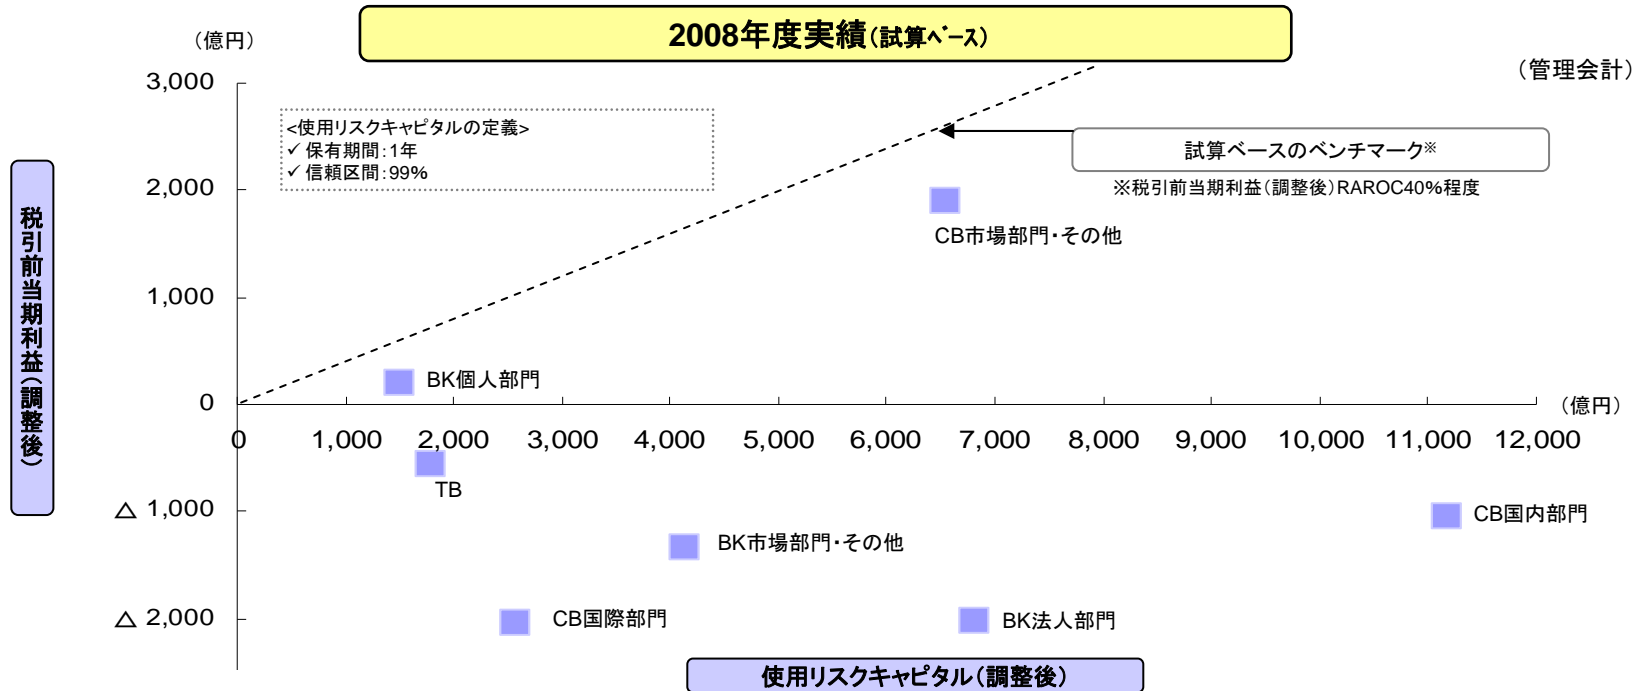 2008年度実績(試算ベース)
(億円)
(管理会計)
3,000
2,000
1,000
0
△ 1,000
△ 2,000
<使用リスクキャピタルの定義>
✓ 保有期間:1年
✓ 信頼区間:99%
試算ベースのベンチマーク※
※税引前当期利益(調整後)RAROC40%程度
税引前当期利益(調整後)
CB市場部門・その他
BK個人部門
(億円)
0 1,000 2,000 3,000 4,000 5,000 6,000 7,000 8,000 9,000 10,000 11,000 12,000
TB
CB国内部門
BK市場部門・その他
CB国際部門
BK法人部門
使用リスクキャピタル(調整後)